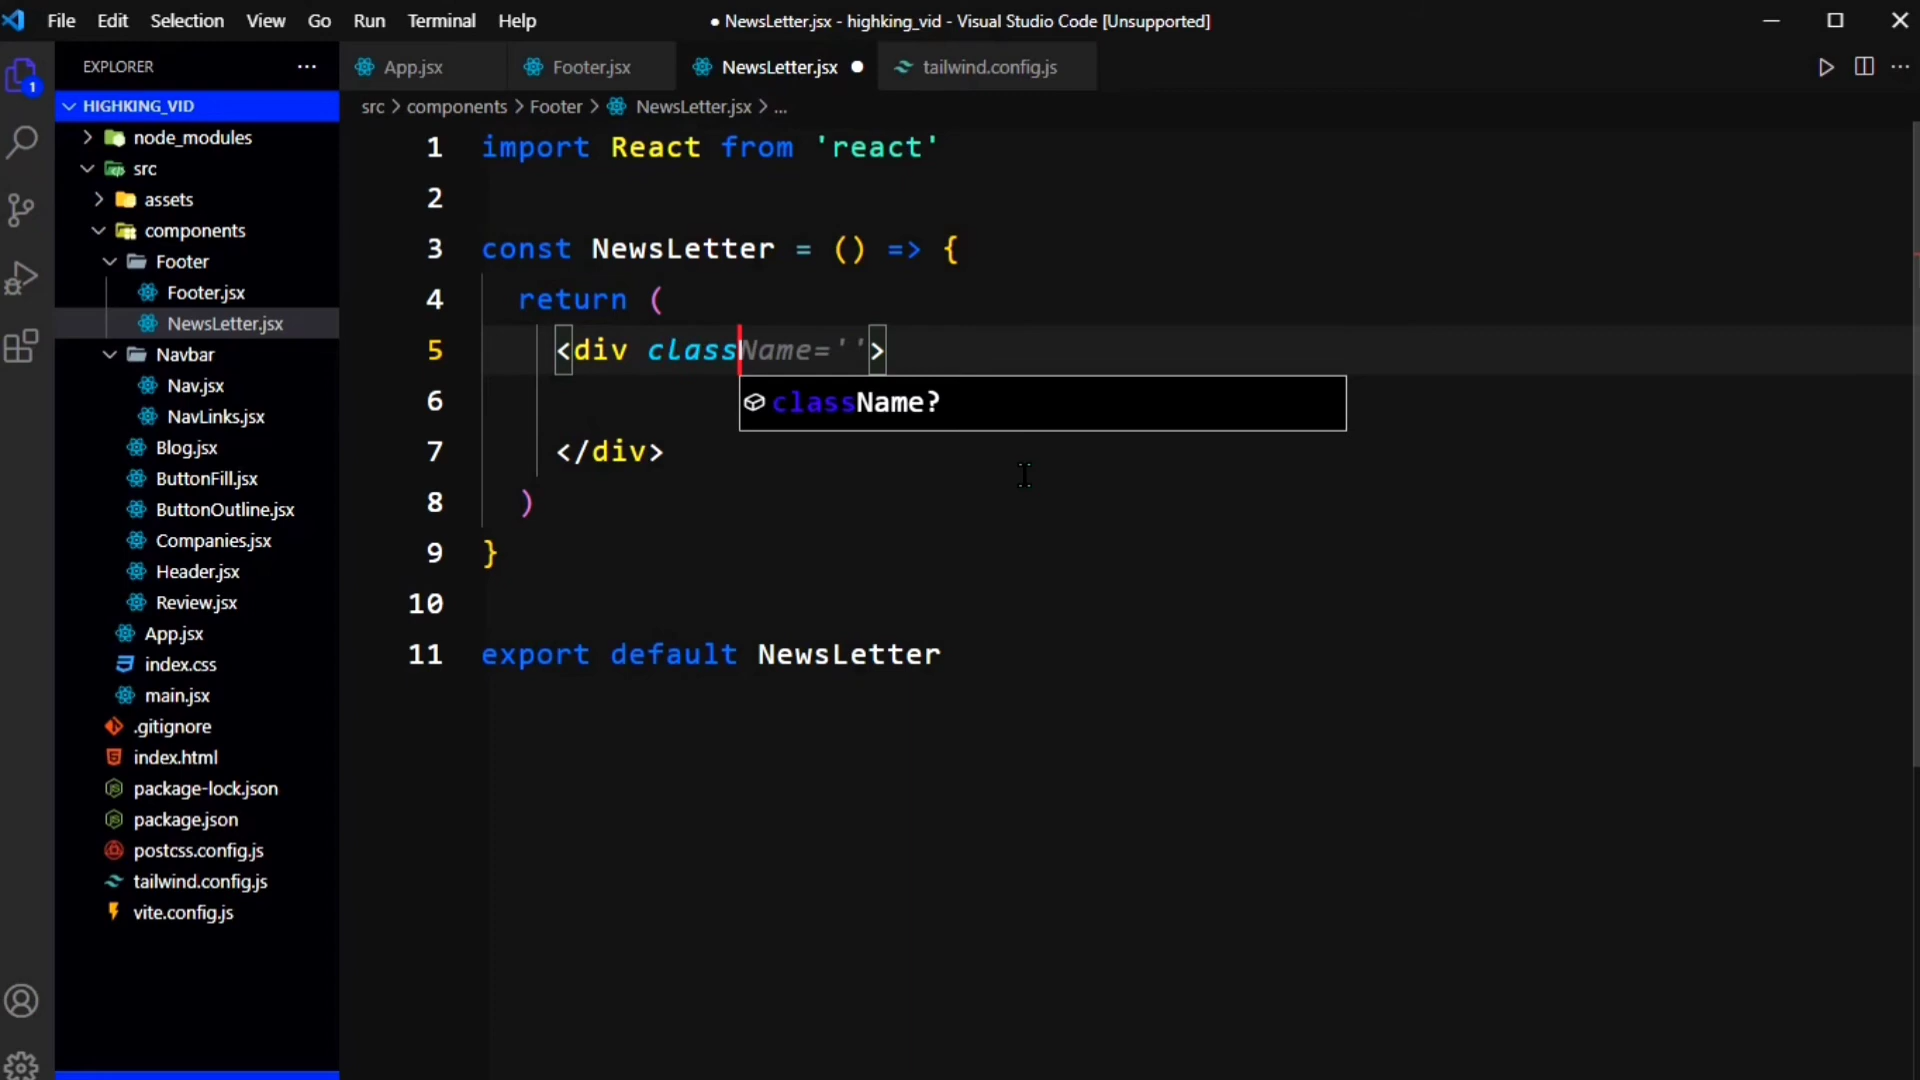 File Edit Selection View Go Run Terminal Help
● NewsLetter.jsx - highking_vid - Visual Studio Code [Unsupported]
1
EXPLORER
HIGHKING_VID
node_modules
src
assets
components
Footer
Footer.jsx
NewsLetter.jsx
Navbar
Nav.jsx
NavLinks.jsx
Blog.jsx
ButtonFill.jsx
ButtonOutline.jsx
Companies.jsx
Header.jsx
Review.jsx
App.jsx
index.css
main.jsx
.gitignore
index.html
package-lock.json
package.json
postcss.config.js
tailwind.config.js
vite.config.js
App.jsx Footer.jsx NewsLetter.jsx tailwind.config.js
src > components > Footer > NewsLetter.jsx > ...
1 import React from 'react'
2
3 const NewsLetter = () => {
4 return (
5 <div className=''>
className?
6
7 </div>
8 )
9 }
10
11 export default NewsLetter